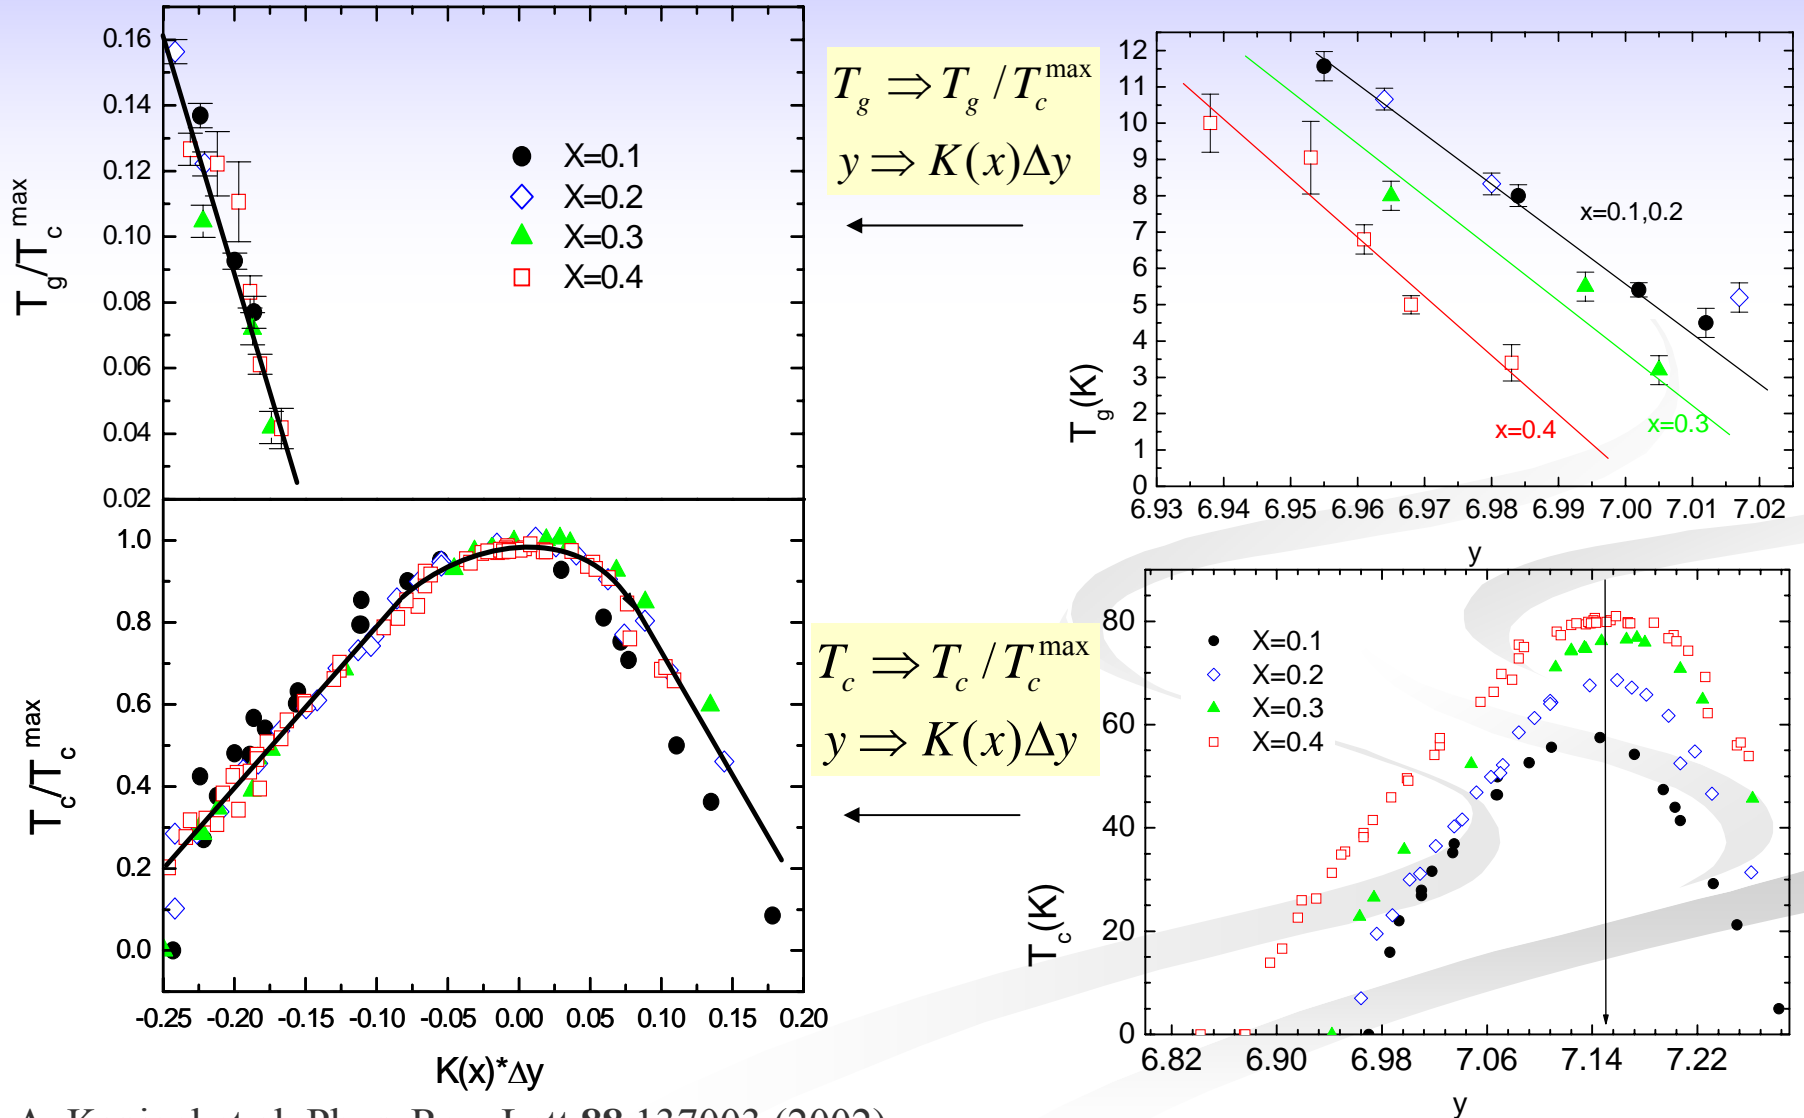 0.16
0.14
0.12
0.10
0.08
0.06
0.04
0.02
T_g/T_c^max
X=0.1
X=0.2
X=0.3
X=0.4
1.0
0.8
0.6
0.4
0.2
0.0
T_c/T_c^max
-0.25 -0.20 -0.15 -0.10 -0.05 0.00 0.05 0.10 0.15 0.20
K(x)*Δy
T_g ⇒ T_g / T_c^max
y ⇒ K(x)Δy
T_c ⇒ T_c / T_c^max
y ⇒ K(x)Δy
12
11
10
9
8
7
6
5
4
3
2
1
0
T_g(K)
x=0.1,0.2
x=0.3
x=0.4
6.93 6.94 6.95 6.96 6.97 6.98 6.99 7.00 7.01 7.02
y
80
60
40
20
0
T_c(K)
X=0.1
X=0.2
X=0.3
X=0.4
6.82 6.90 6.98 7.06 7.14 7.22
y
88 137003 (2002)